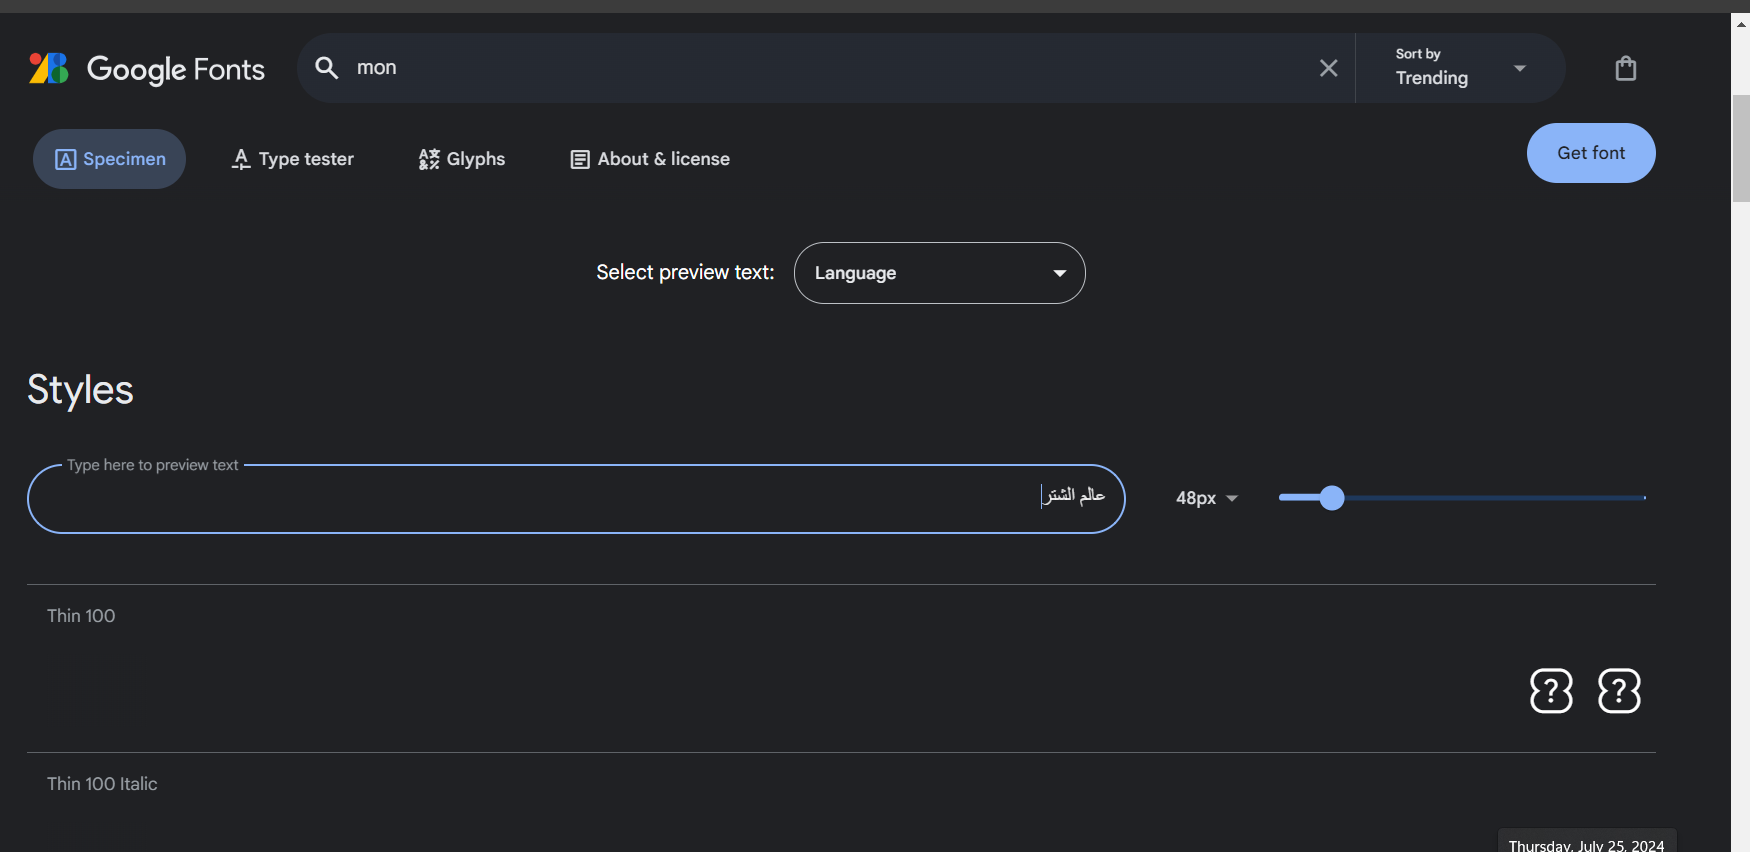 Google Fonts
mon
Sort by
Trending
Specimen
Type tester
Glyphs
About & license
Get font
Select preview text:
Language
Styles
Type here to preview text
عالم الشتر
48px
Thin 100
? ?
Thin 100 Italic
Thursday, July 25, 2024